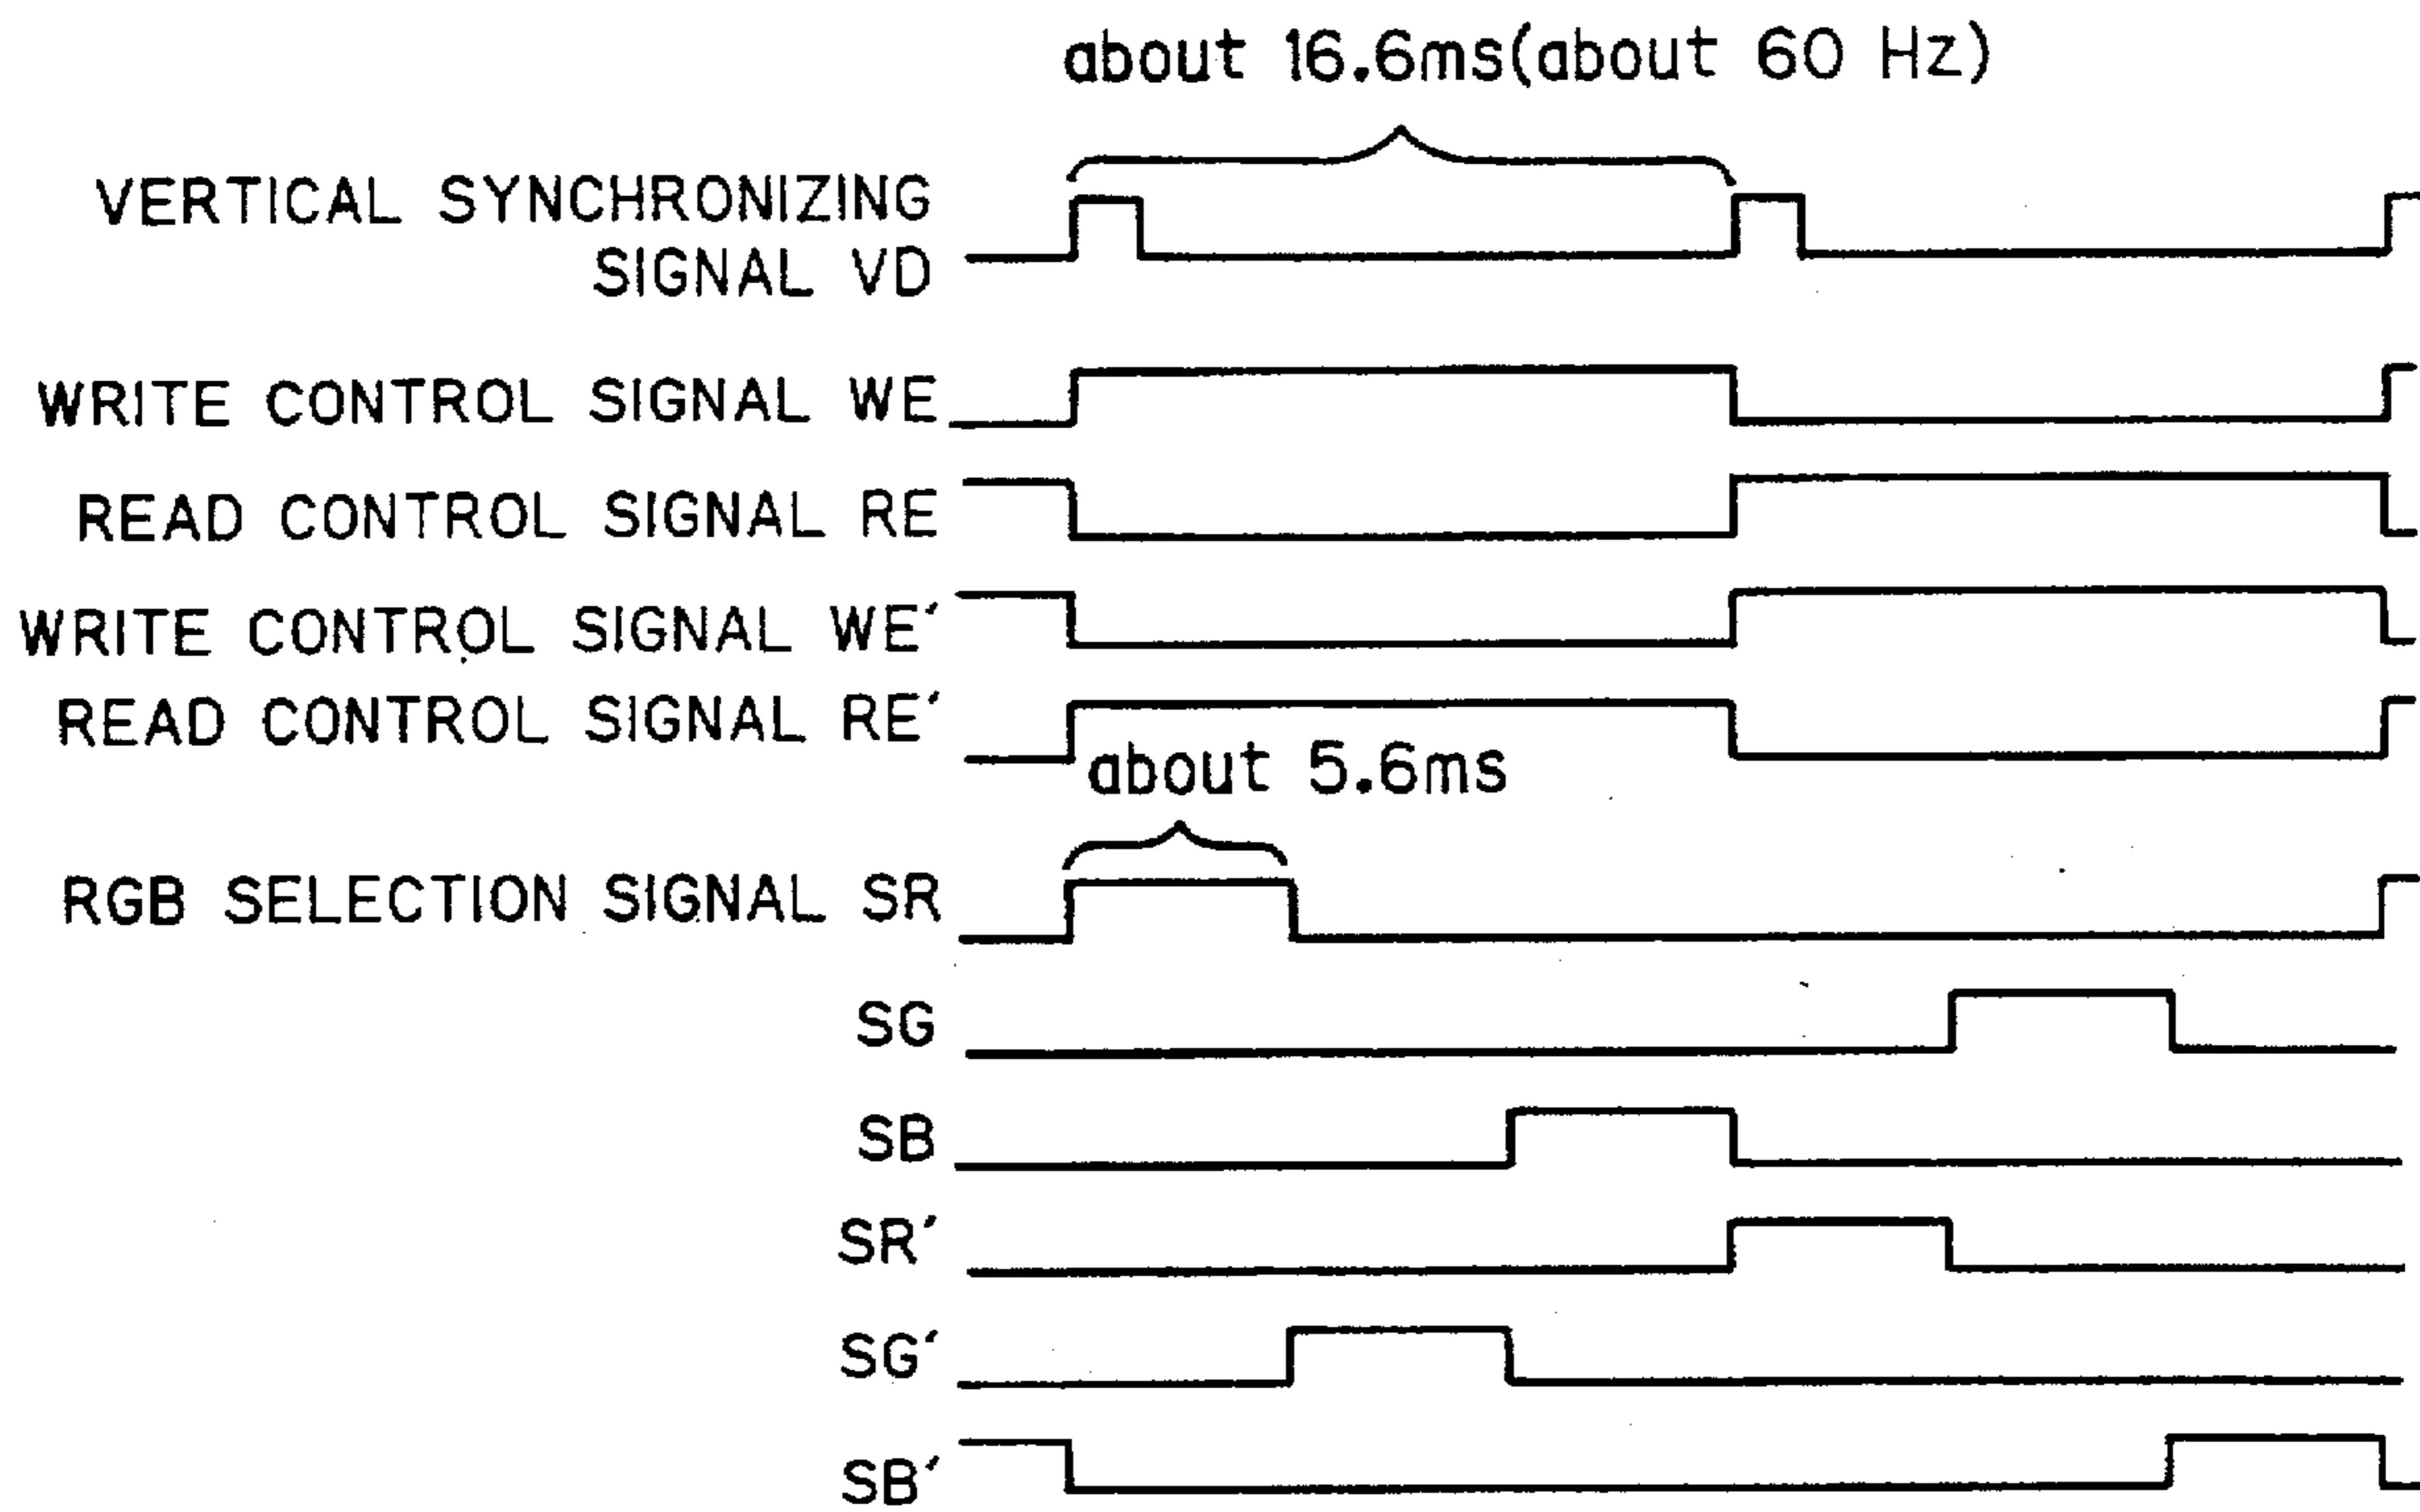 about 16.6ms(about 60 Hz)
VERTICAL SYNCHRONIZING
SIGNAL VD
WRITE CONTROL SIGNAL WE
READ CONTROL SIGNAL RE
WRITE CONTROL SIGNAL WE′
READ CONTROL SIGNAL RE′
about 5.6ms
RGB SELECTION SIGNAL SR
SG
SB
SR′
SG′
SB′